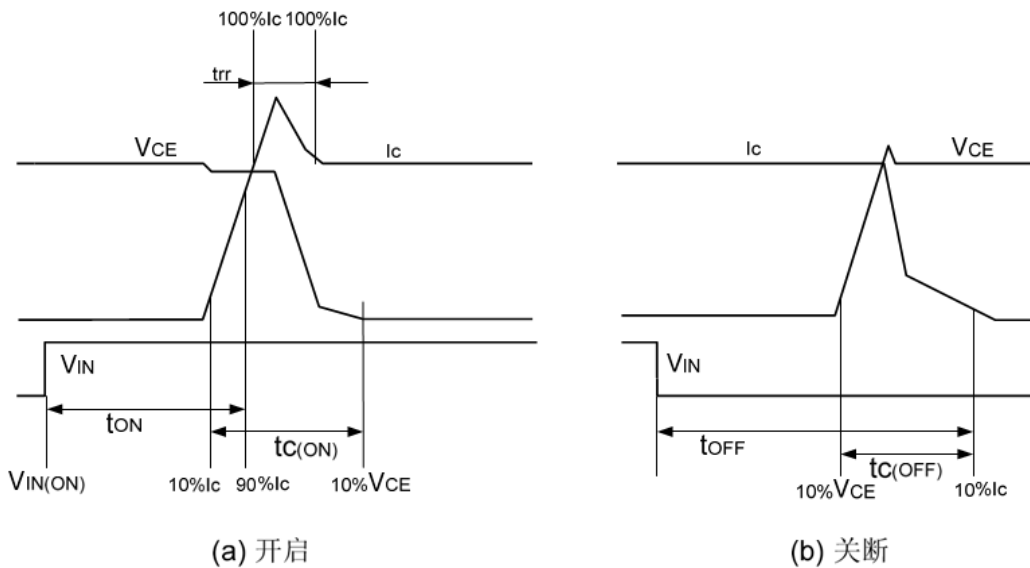 100%Ic 100%Ic
trr
VCE Ic
Ic VCE
VIN
VIN
tON
tOFF
tC(ON)
tC(OFF)
VIN(ON) 10%Ic 90%Ic 10%VCE
10%VCE 10%Ic
(a) 开启
(b) 关断